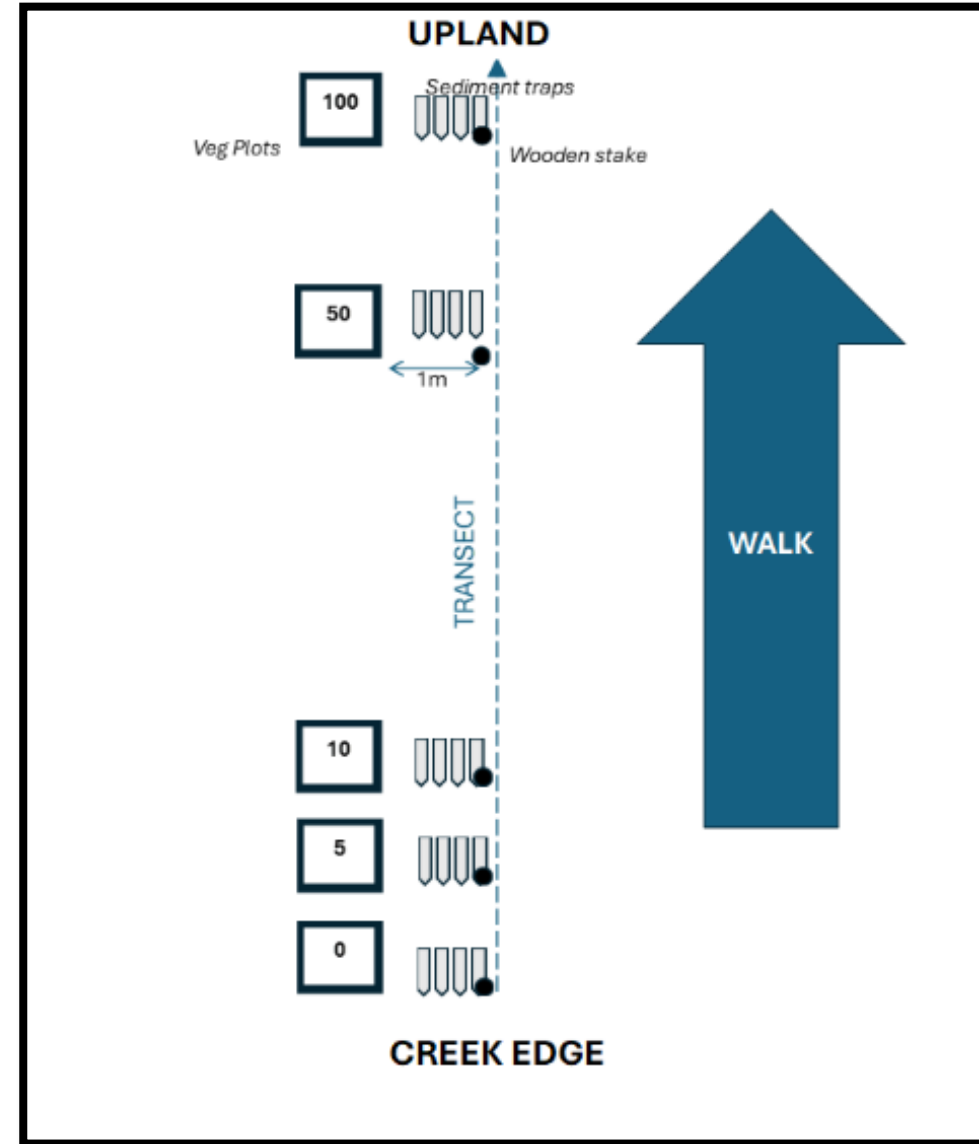 UPLAND
Sediment traps
100
Veg Plots
Wooden stake
50
1m
TRANSECT
WALK
10
5
0
CREEK EDGE